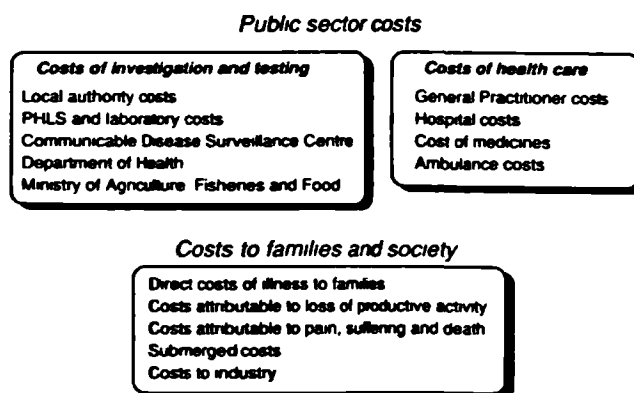 Public sector costs
Costs of investigation and testing
Local authority costs
PHLS and laboratory costs
Communicable Disease Surveillance Centre
Department of Health
Ministry of Agriculture Fisheries and Food
Costs of health care
General Practitioner costs
Hospital costs
Cost of medicines
Ambulance costs
Costs to families and society
Direct costs of illness to families
Costs attributable to loss of productive activity
Costs attributable to pain, suffering and death
Submerged costs
Costs to industry